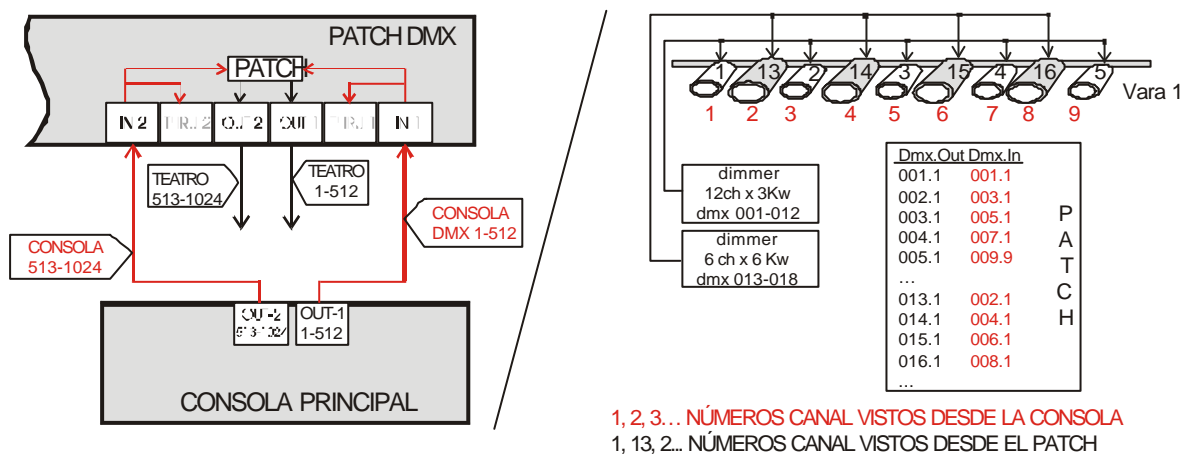 PATCH DMX
PATCH
IN 2
OUT 2
OUT 1
IN 1
TEATRO
513-1024
TEATRO
1-512
CONSOLA
513-1024
CONSOLA
DMX 1-512
OUT-2
513-1024
OUT-1
1-512
CONSOLA PRINCIPAL
1 13 2 14 3 15 4 16 5
1 2 3 4 5 6 7 8 9
Vara 1
dimmer
12ch x 3Kw
dmx 001-012
dimmer
6 ch x 6 Kw
dmx 013-018
Dmx.Out Dmx.In
001.1 001.1
002.1 003.1
003.1 005.1
004.1 007.1
005.1 009.9
...
013.1 002.1
014.1 004.1
015.1 006.1
016.1 008.1
...
PATCH
1, 2, 3… NÚMEROS CANAL VISTOS DESDE LA CONSOLA
1, 13, 2... NÚMEROS CANAL VISTOS DESDE EL PATCH